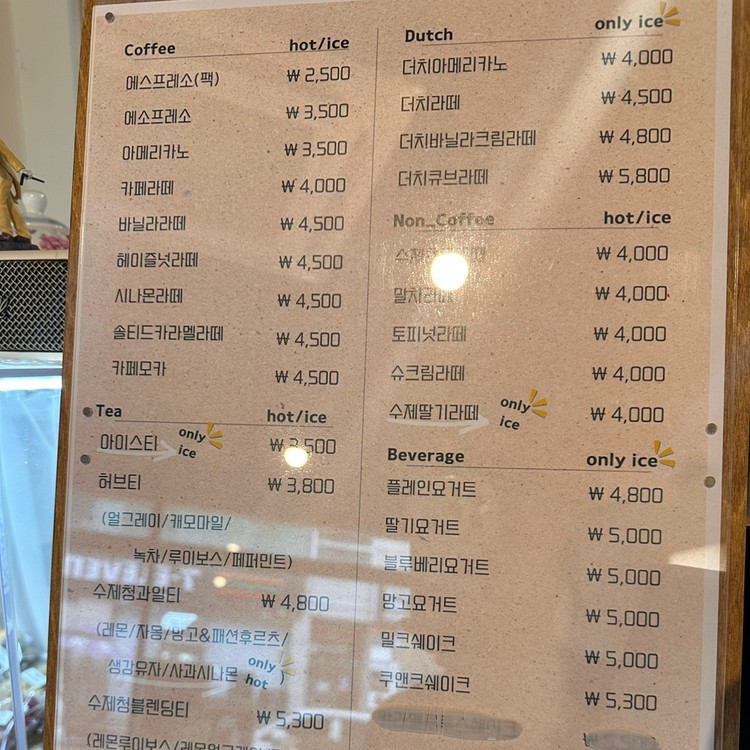 Coffee hot/ice
에스프레소(팩) ₩ 2,500
에소프레소 ₩ 3,500
아메리카노 ₩ 3,500
카페라떼 ₩ 4,000
바닐라라떼 ₩ 4,500
헤이즐넛라떼 ₩ 4,500
시나몬라떼 ₩ 4,500
솔티드카라멜라떼 ₩ 4,500
카페모카 ₩ 4,500
Tea hot/ice
아이스티 only ice ₩ 3,500
허브티 ₩ 3,800
(얼그레이/캐모마일/
녹차/루이보스/페퍼민트)
수제청과일티 ₩ 4,800
(레몬/자몽/망고&패션후르츠/
생강유자/사과시나몬 only hot )
수제청블렌딩티 ₩ 5,300
Dutch only ice
더치아메리카노 ₩ 4,000
더치라떼 ₩ 4,500
더치바닐라크림라떼 ₩ 4,800
더치큐브라떼 ₩ 5,800
Non_Coffee hot/ice
₩ 4,000
말차라떼 ₩ 4,000
토피넛라떼 ₩ 4,000
슈크림라떼 ₩ 4,000
수제딸기라떼 only ice ₩ 4,000
Beverage only ice
플레인요거트 ₩ 4,800
딸기요거트 ₩ 5,000
블루베리요거트 ₩ 5,000
망고요거트 ₩ 5,000
밀크쉐이크 ₩ 5,000
쿠앤크쉐이크 ₩ 5,300